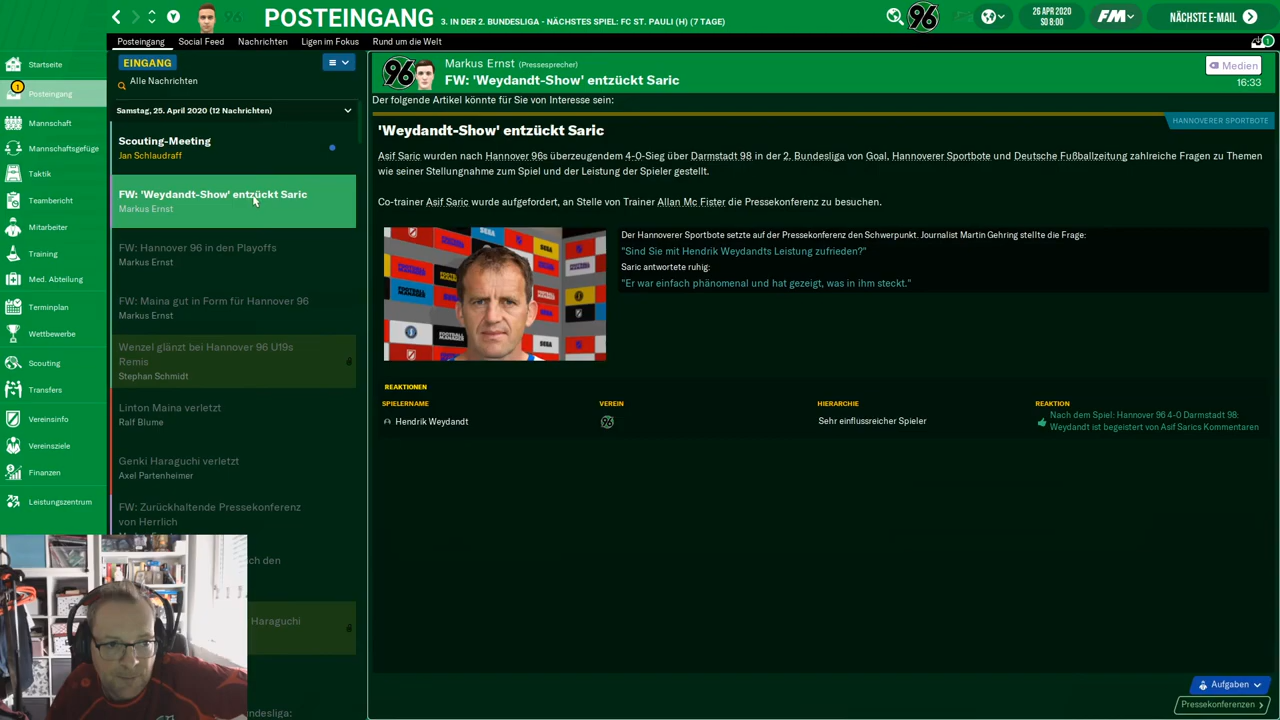 POSTEINGANG
3. IN DER 2. BUNDESLIGA - NÄCHSTES SPIEL: FC ST. PAULI (H) (7 TAGE)
96
26 APR 2020
SO 8:00
FM
NÄCHSTE E-MAIL
Posteingang
Social Feed
Nachrichten
Ligen im Fokus
Rund um die Welt
1
Startseite
1
Posteingang
Mannschaft
Mannschaftsgefüge
Taktik
Teambericht
Mitarbeiter
Training
Med. Abteilung
Terminplan
Wettbewerbe
Scouting
Transfers
Vereinsinfo
Vereinsziele
Finanzen
Leistungszentrum
EINGANG
Alle Nachrichten
Samstag, 25. April 2020 (12 Nachrichten)
Scouting-Meeting
Jan Schlaudraff
FW: 'Weydandt-Show' entzückt Saric
Markus Ernst
FW: Hannover 96 in den Playoffs
Markus Ernst
FW: Maina gut in Form für Hannover 96
Markus Ernst
Wenzel glänzt bei Hannover 96 U19s
Remis
Stephan Schmidt
Linton Maina verletzt
Ralf Blume
Genki Haraguchi verletzt
Axel Partenheimer
FW: Zurückhaltende Pressekonferenz
von Herrlich
ch den
Haraguchi
ndesliga:
96
Markus Ernst (Pressesprecher)
FW: 'Weydandt-Show' entzückt Saric
Medien
16:33
Der folgende Artikel könnte für Sie von Interesse sein:
HANNOVERER SPORTBOTE
'Weydandt-Show' entzückt Saric
Asif Saric wurden nach Hannover 96s überzeugendem 4-0-Sieg über Darmstadt 98 in der 2. Bundesliga von Goal, Hannoverer Sportbote und Deutsche Fußballzeitung zahlreiche Fragen zu Themen
wie seiner Stellungnahme zum Spiel und der Leistung der Spieler gestellt.
Co-trainer Asif Saric wurde aufgefordert, an Stelle von Trainer Allan Mc Fister die Pressekonferenz zu besuchen.
Der Hannoverer Sportbote setzte auf der Pressekonferenz den Schwerpunkt. Journalist Martin Gehring stellte die Frage:
"Sind Sie mit Hendrik Weydandts Leistung zufrieden?"
Saric antwortete ruhig:
"Er war einfach phänomenal und hat gezeigt, was in ihm steckt."
REAKTIONEN
SPIELERNAME
VEREIN
HIERARCHIE
REAKTION
Hendrik Weydandt
Sehr einflussreicher Spieler
Nach dem Spiel: Hannover 96 4-0 Darmstadt 98:
Weydandt ist begeistert von Asif Sarics Kommentaren
Aufgaben
Pressekonferenzen